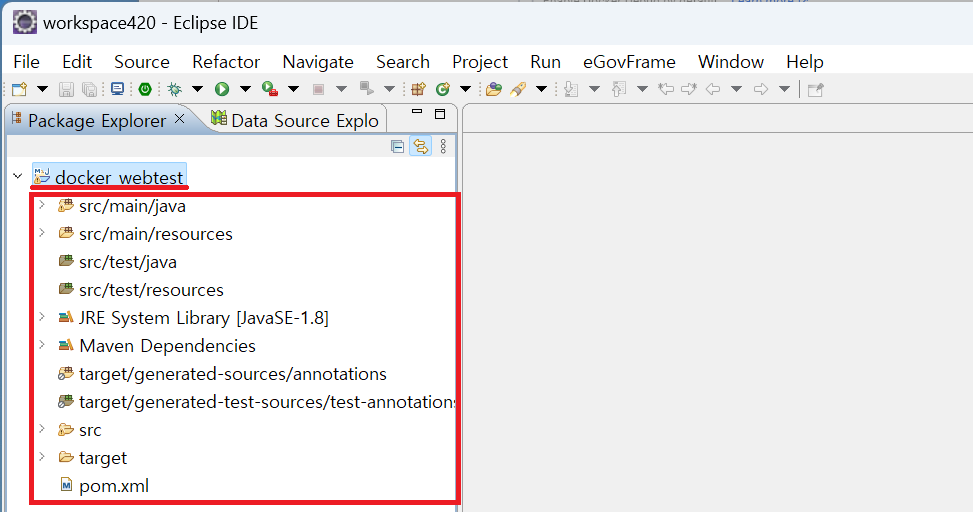 workspace420 - Eclipse IDE
File Edit Source Refactor Navigate Search Project Run eGovFrame Window Help
Package Explorer Data Source Explo
docker_webtest
src/main/java
src/main/resources
src/test/java
src/test/resources
JRE System Library [JavaSE-1.8]
Maven Dependencies
target/generated-sources/annotations
target/generated-test-sources/test-annotations
src
target
pom.xml